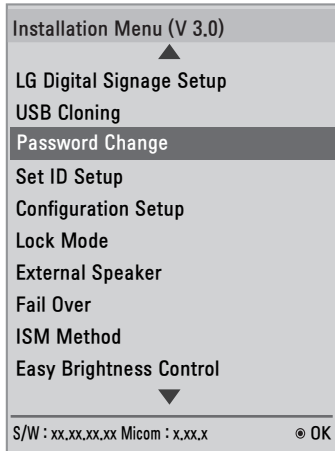 Installation Menu (V 3.0)
LG Digital Signage Setup
USB Cloning
Password Change
Set ID Setup
Configuration Setup
Lock Mode
External Speaker
Fail Over
ISM Method
Easy Brightness Control
S/W : xx.xx.xx.xx Micom : x.xx.x ◉ OK